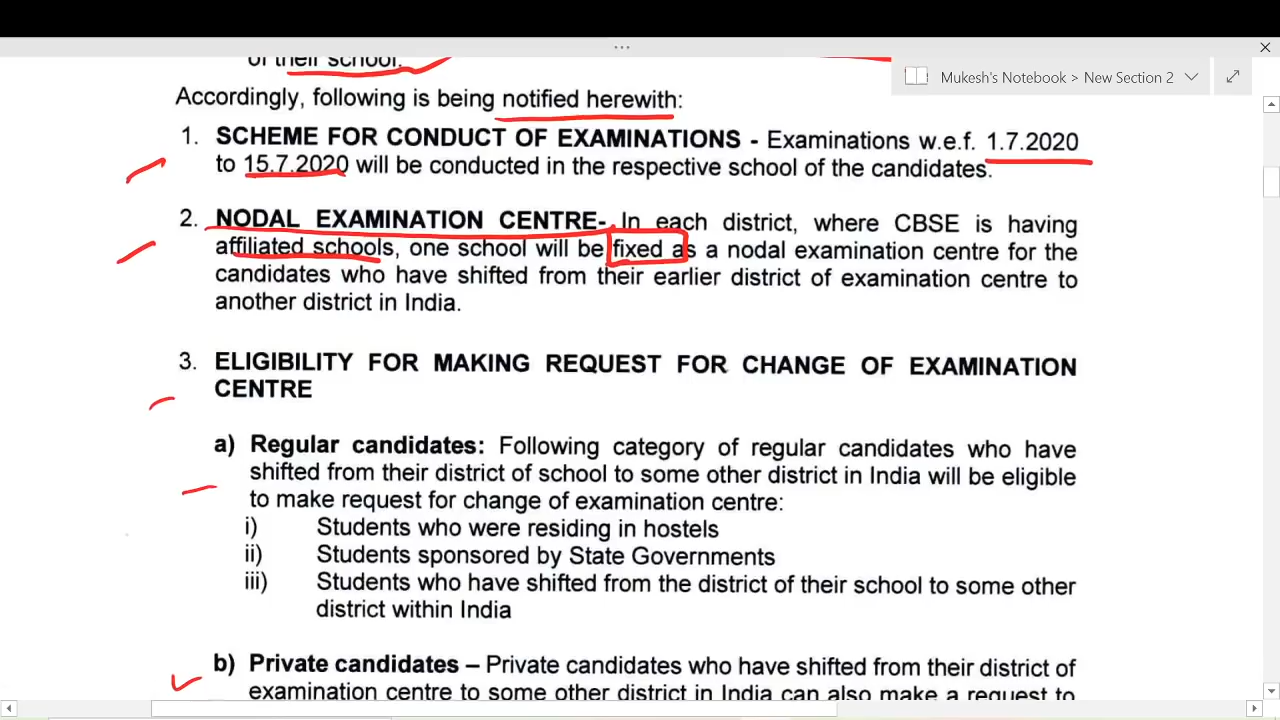 of their school.
Mukesh's Notebook > New Section 2
Accordingly, following is being notified herewith:
1. SCHEME FOR CONDUCT OF EXAMINATIONS - Examinations w.e.f. 1.7.2020
to 15.7.2020 will be conducted in the respective school of the candidates.
2. NODAL EXAMINATION CENTRE- In each district, where CBSE is having
affiliated schools, one school will be fixed as a nodal examination centre for the
candidates who have shifted from their earlier district of examination centre to
another district in India.
3. ELIGIBILITY FOR MAKING REQUEST FOR CHANGE OF EXAMINATION
CENTRE
a) Regular candidates: Following category of regular candidates who have
shifted from their district of school to some other district in India will be eligible
to make request for change of examination centre:
i) Students who were residing in hostels
ii) Students sponsored by State Governments
iii) Students who have shifted from the district of their school to some other
district within India
b) Private candidates – Private candidates who have shifted from their district of
examination centre to some other district in India can also make a request to